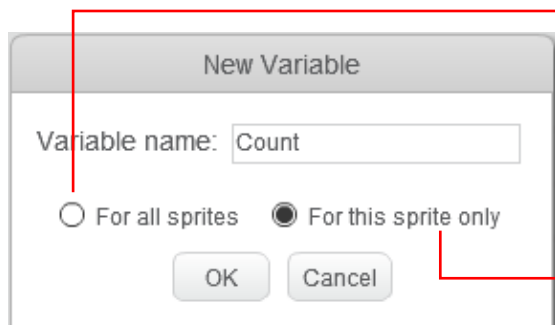 New Variable
Variable name: Count
For all sprites For this sprite only
OK Cancel